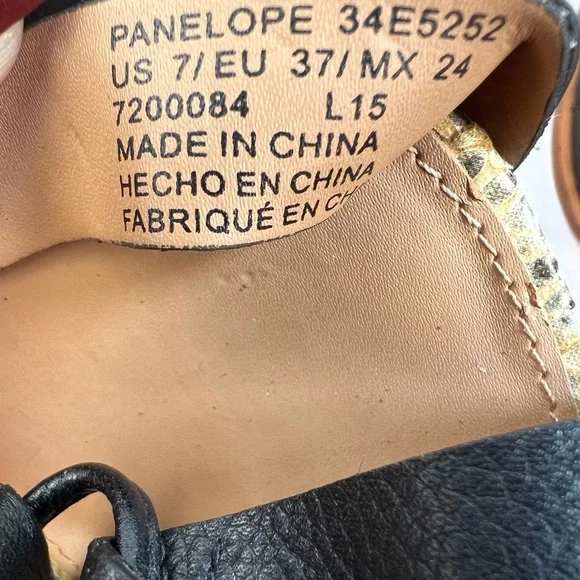 PANELOPE 34E5252
US 7/ EU 37/ MX 24
7200084 L15
MADE IN CHINA
HECHO EN CHINA
FABRIQUÉ EN